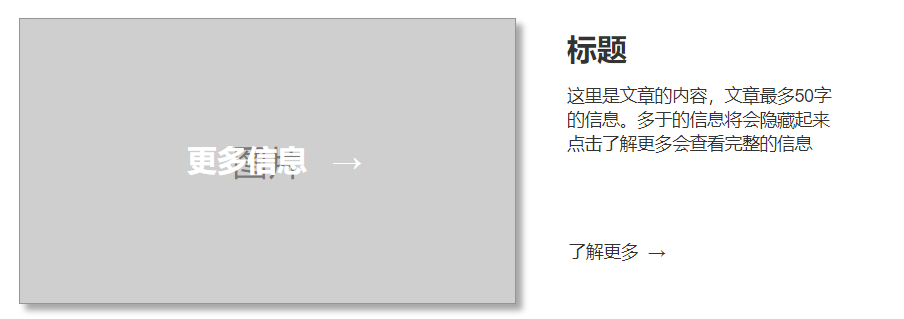 更多信息 →
图片
标题
这里是文章的内容，文章最多50字
的信息。多于的信息将会隐藏起来
点击了解更多会查看完整的信息
了解更多 →